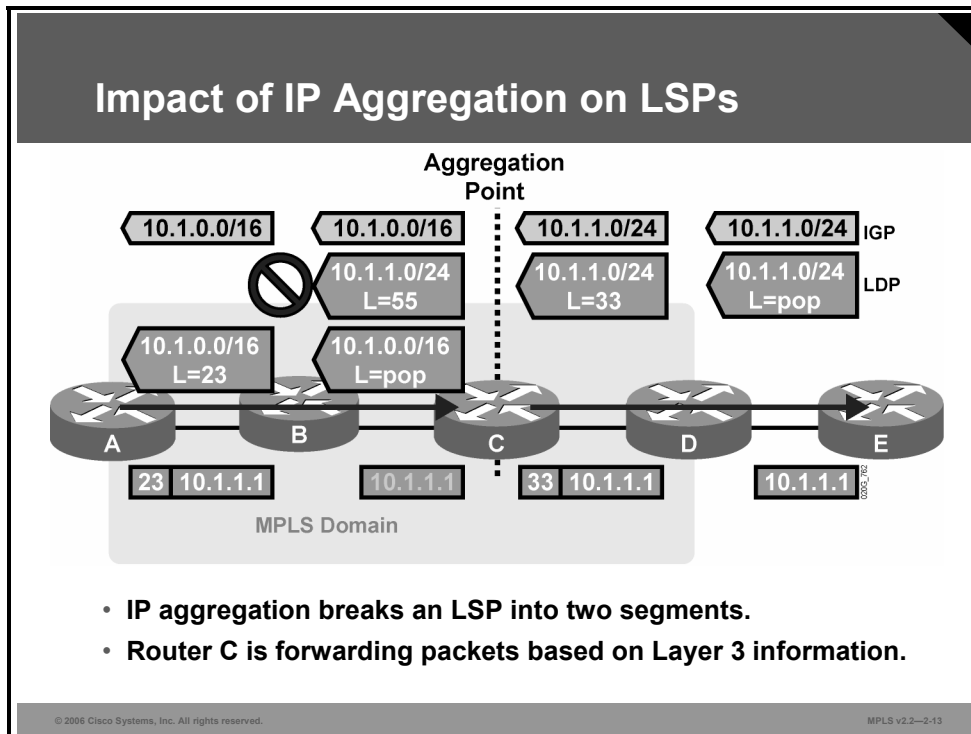 Impact of IP Aggregation on LSPs
Aggregation
Point
10.1.0.0/16
10.1.0.0/16
10.1.1.0/24
10.1.1.0/24
IGP
10.1.1.0/24
L=55
10.1.1.0/24
L=33
10.1.1.0/24
L=pop
LDP
10.1.0.0/16
L=23
10.1.0.0/16
L=pop
A
B
C
D
E
23 10.1.1.1
10.1.1.1
33 10.1.1.1
10.1.1.1
020G_762
MPLS Domain
• IP aggregation breaks an LSP into two segments.
• Router C is forwarding packets based on Layer 3 information.
© 2006 Cisco Systems, Inc. All rights reserved.
MPLS v2.2—2-13